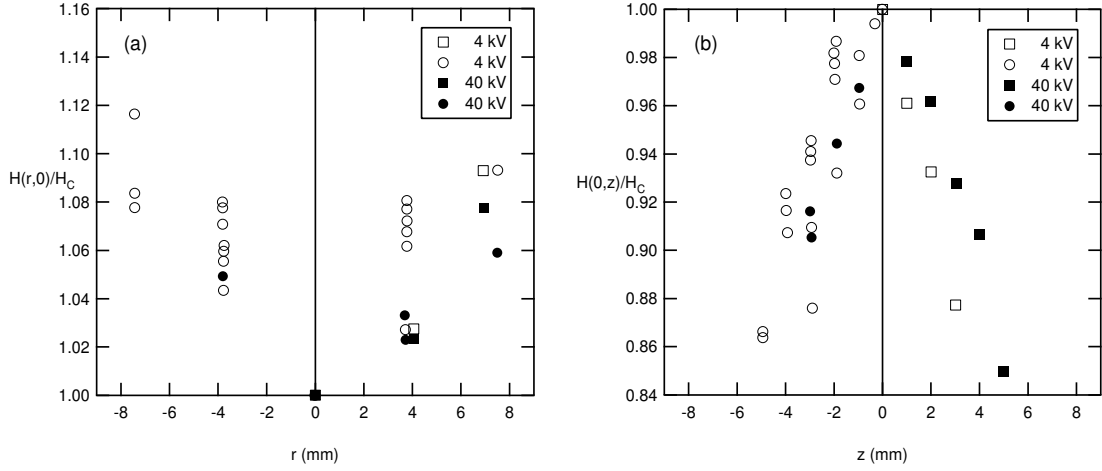 (a)
4 kV
4 kV
40 kV
40 kV
1.16
1.14
1.12
1.10
H(r,0)/H_C
1.08
1.06
1.04
1.02
1.00
-8 -6 -4 -2 0 2 4 6 8
r (mm)
(b)
4 kV
4 kV
40 kV
40 kV
1.00
0.98
0.96
0.94
H(0,z)/H_C
0.92
0.90
0.88
0.86
0.84
-8 -6 -4 -2 0 2 4 6 8
z (mm)